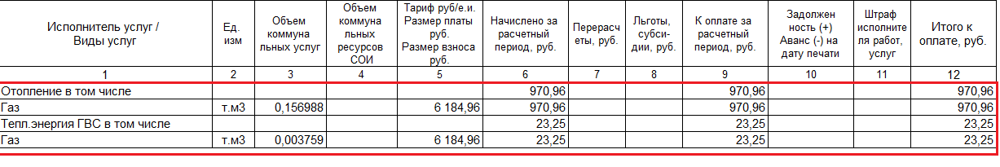 Исполнитель услуг /
Виды услуг
Ед.
изм
Объем
коммуна
льных услуг
Объем
коммуна
льных
ресурсов
СОИ
Тариф руб/е.и.
Размер платы
руб.
Размер взноса
руб.
Начислено за
расчетный
период, руб.
Перерасч
еты, руб.
Льготы,
субси-
дии, руб.
К оплате за
расчетный
период, руб.
Задолжен
ность (+)
Аванс (-) на
дату печати
Штраф
исполните
ля работ,
услуг
Итого к
оплате, руб.
1 2 3 4 5 6 7 8 9 10 11 12
Отопление в том числе 970,96 970,96 970,96
Газ т.м3 0,156988 6 184,96 970,96 970,96 970,96
Тепл.энергия ГВС в том числе 23,25 23,25 23,25
Газ т.м3 0,003759 6 184,96 23,25 23,25 23,25